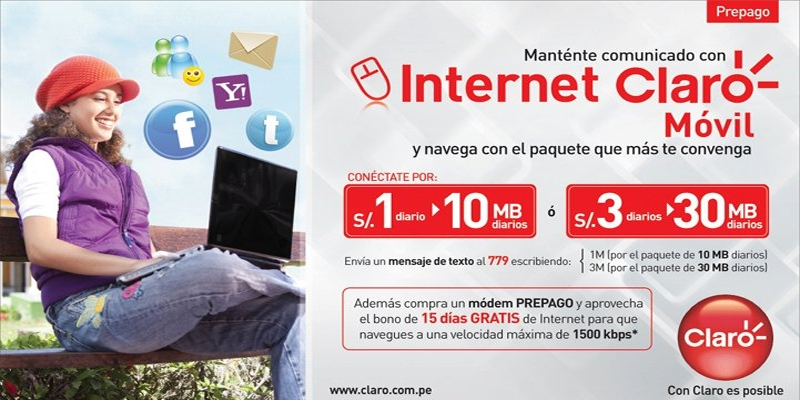 Prepago
Manténte comunicado con
Internet Claro
Móvil
y navega con el paquete que más te convenga
CONÉCTATE POR:
S/.1 diario 10 MB diarios ó S/.3 diarios 30 MB diarios
Envía un mensaje de texto al 779 escribiendo: 1M (por el paquete de 10 MB diarios)
3M (por el paquete de 30 MB diarios)
Además compra un módem PREPAGO y aprovecha
el bono de 15 días GRATIS de Internet para que
navegues a una velocidad máxima de 1500 kbps*
Claro
www.claro.com.pe
Con Claro es posible
Y!
f
t